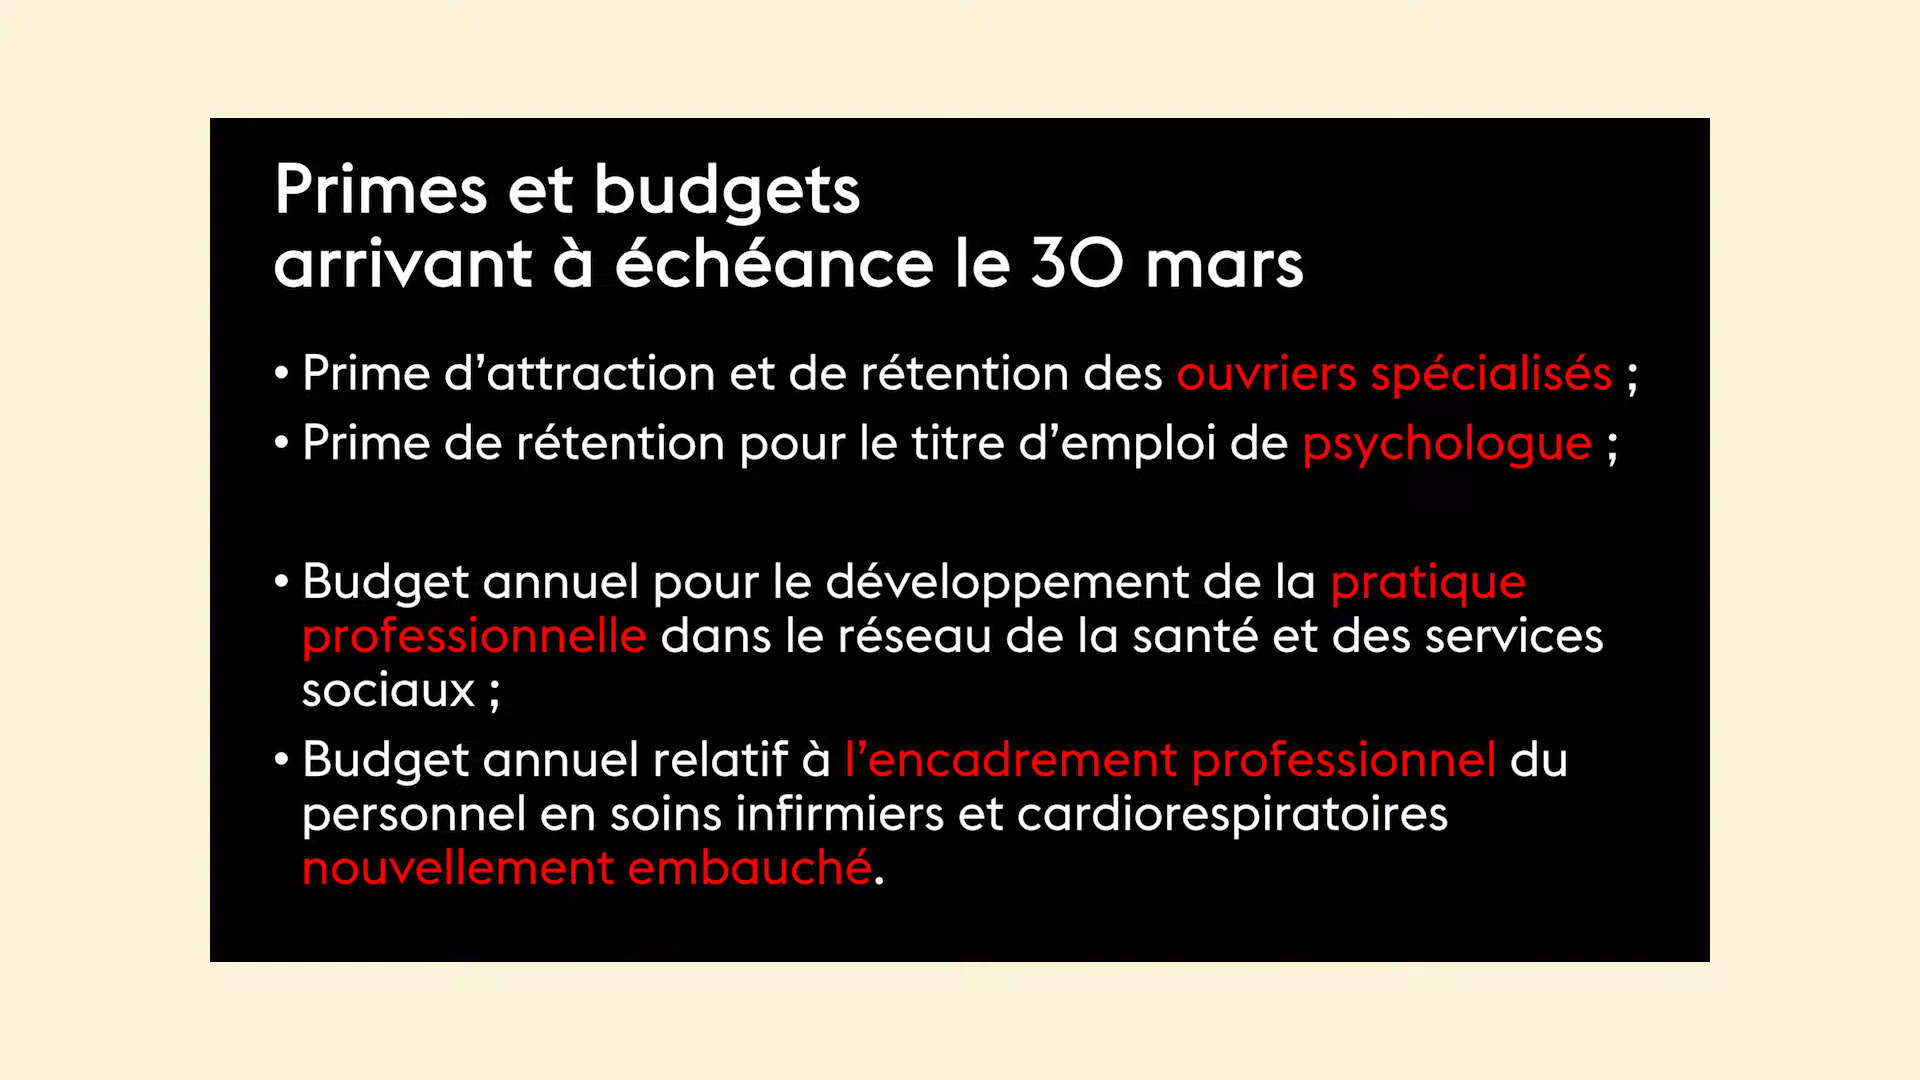 Primes et budgets
arrivant à échéance le 30 mars
• Prime d’attraction et de rétention des ouvriers spécialisés ;
• Prime de rétention pour le titre d’emploi de psychologue ;
• Budget annuel pour le développement de la pratique
professionnelle dans le réseau de la santé et des services
sociaux ;
• Budget annuel relatif à l’encadrement professionnel du
personnel en soins infirmiers et cardiorespiratoires
nouvellement embauché.